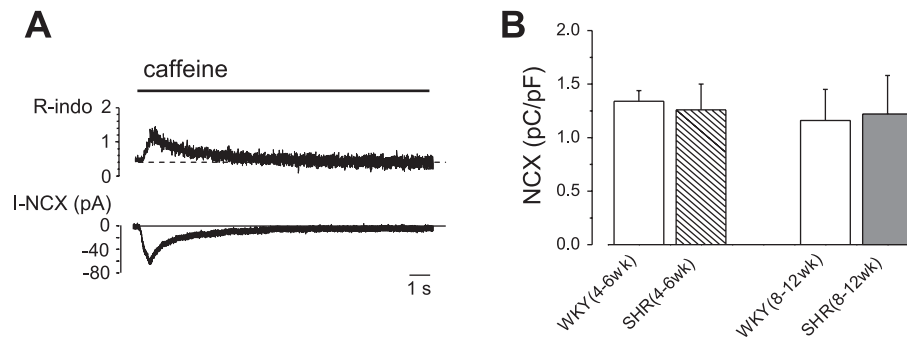 A
caffeine
R-indo
2
1
0
I-NCX (pA)
0
-40
-80
1 s
B
NCX (pC/pF)
2.0
1.5
1.0
0.5
0.0
WKY(4-6wk)
SHR(4-6wk)
WKY(8-12wk)
SHR(8-12wk)